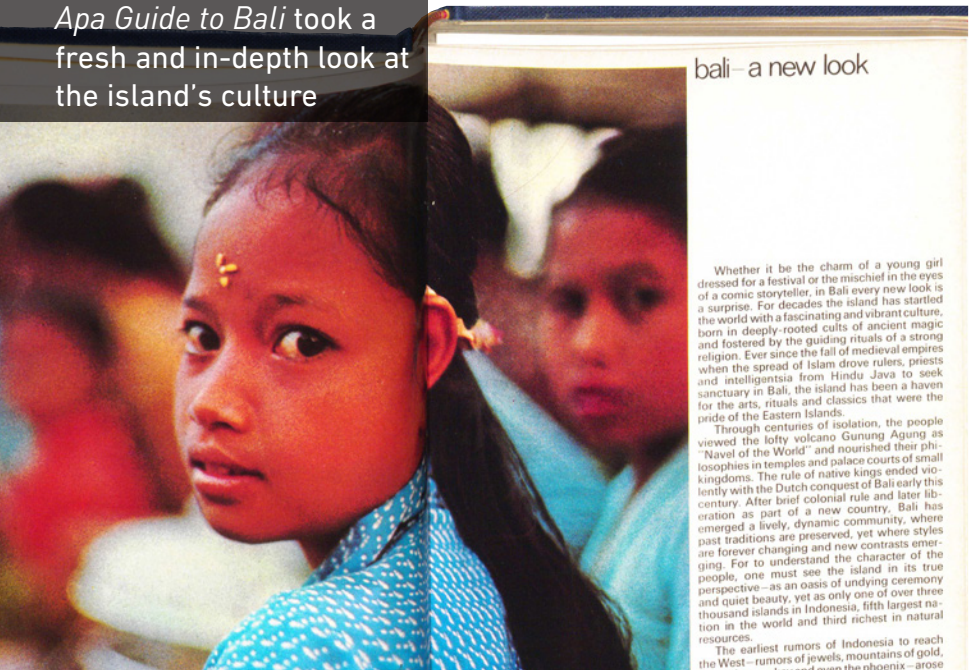 Apa Guide to Bali took a
fresh and in-depth look at
the island's culture
bali–a new look
Whether it be the charm of a young girl
dressed for a festival or the mischief in the eyes
of a comic storyteller, in Bali every new look is
a surprise. For decades the island has startled
the world with a fascinating and vibrant culture,
born in deeply-rooted cults of ancient magic
and fostered by the guiding rituals of a strong
religion. Ever since the fall of medieval empires
when the spread of Islam drove rulers, priests
and intelligentsia from Hindu Java to seek
sanctuary in Bali, the island has been a haven
for the arts, rituals and classics that were the
pride of the Eastern Islands.
Through centuries of isolation, the people
viewed the lofty volcano Gunung Agung as
"Navel of the World" and nourished their phi-
losophies in temples and palace courts of small
kingdoms. The rule of native kings ended vio-
lently with the Dutch conquest of Bali early this
century. After brief colonial rule and later lib-
eration as part of a new country, Bali has
emerged a lively, dynamic community, where
past traditions are preserved, yet where styles
are forever changing and new contrasts emer-
ging. For to understand the character of the
people, one must see the island in its true
perspective–as an oasis of undying ceremony
and quiet beauty, yet as only one of over three
thousand islands in Indonesia, fifth largest na-
tion in the world and third richest in natural
resources.
The earliest rumors of Indonesia to reach
the West–rumors of jewels, mountains of gold,
even the phoenix–arose